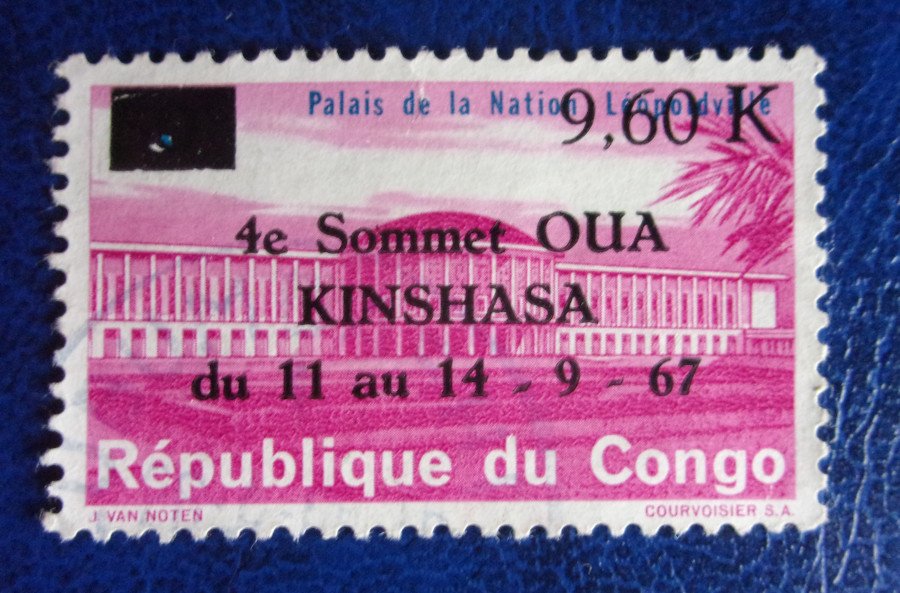 Palais de la Nation Léopoldville
9,60 K
4e Sommet OUA
KINSHASA
du 11 au 14 - 9 - 67
République du Congo
J. VAN NOTEN
COURVOISIER S.A.